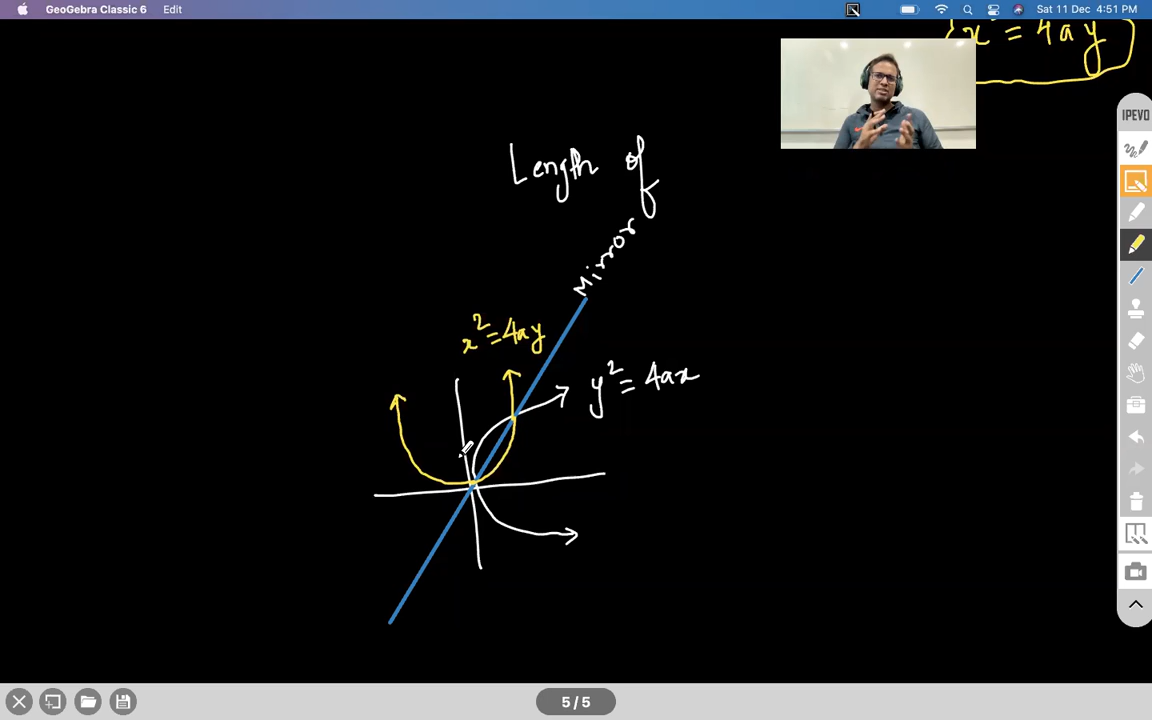 GeoGebra Classic 6 Edit Sat 11 Dec 4:51 PM
x² = 4ay
IPEVO
Length of
Mirror
x² = 4ay
y² = 4ax
5/5